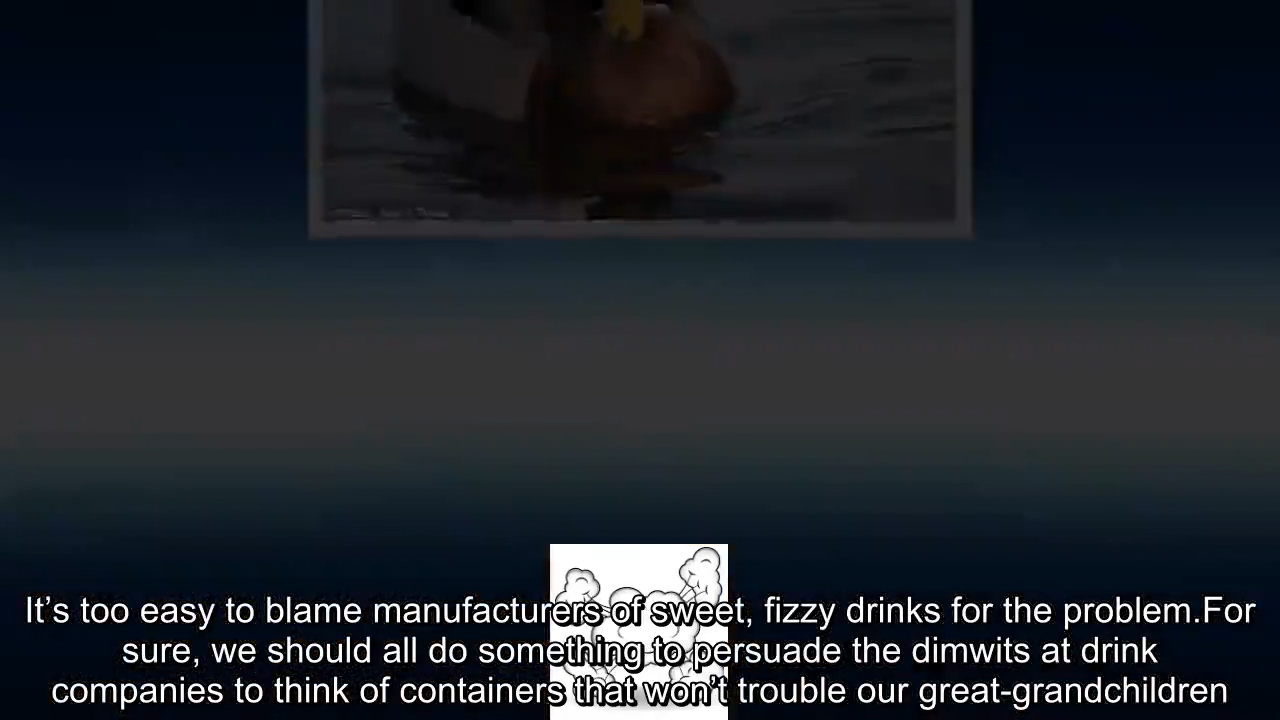 It’s too easy to blame manufacturers of sweet, fizzy drinks for the problem.For
sure, we should all do something to persuade the dimwits at drink
companies to think of containers that won’t trouble our great-grandchildren